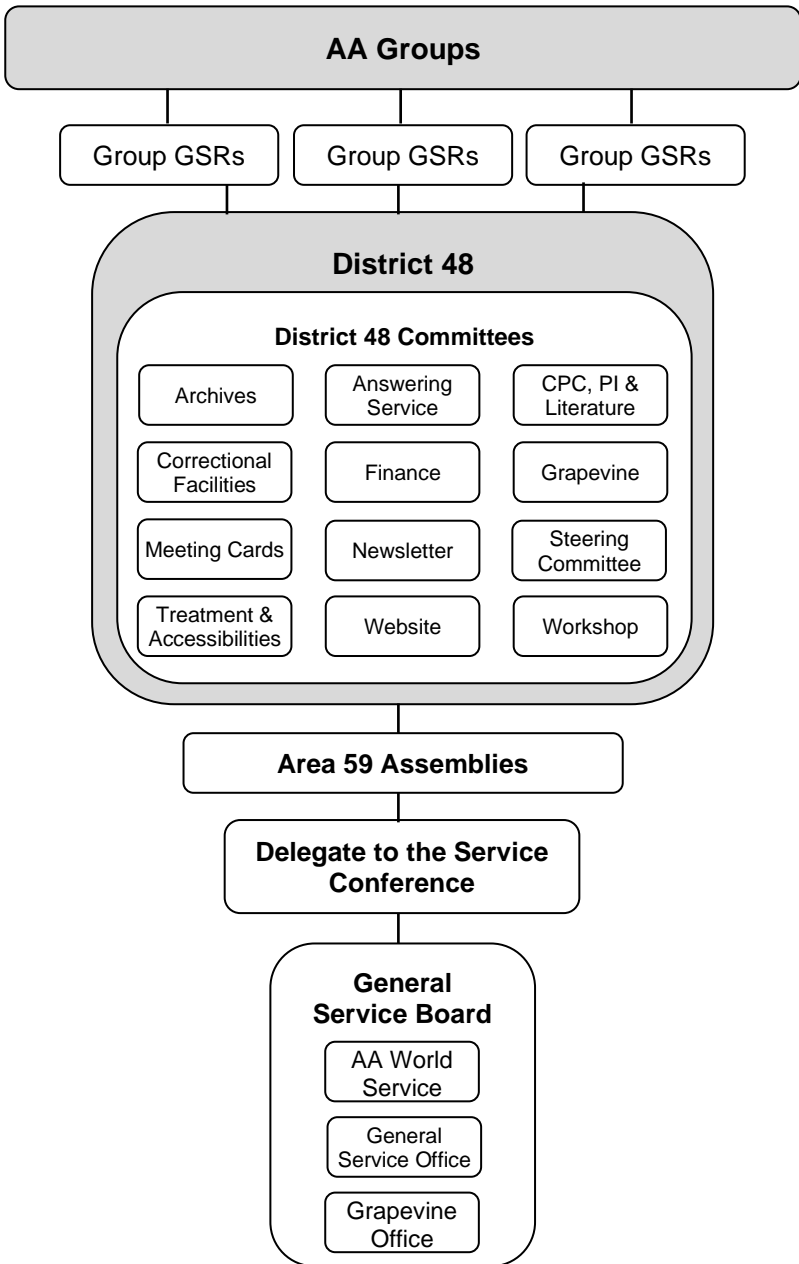 AA Groups
Group GSRs
Group GSRs
Group GSRs
District 48
District 48 Committees
Archives
Answering
Service
CPC, PI &
Literature
Correctional
Facilities
Finance
Grapevine
Meeting Cards
Newsletter
Steering
Committee
Treatment &
Accessibilities
Website
Workshop
Area 59 Assemblies
Delegate to the Service
Conference
General
Service Board
AA World
Service
General
Service Office
Grapevine
Office